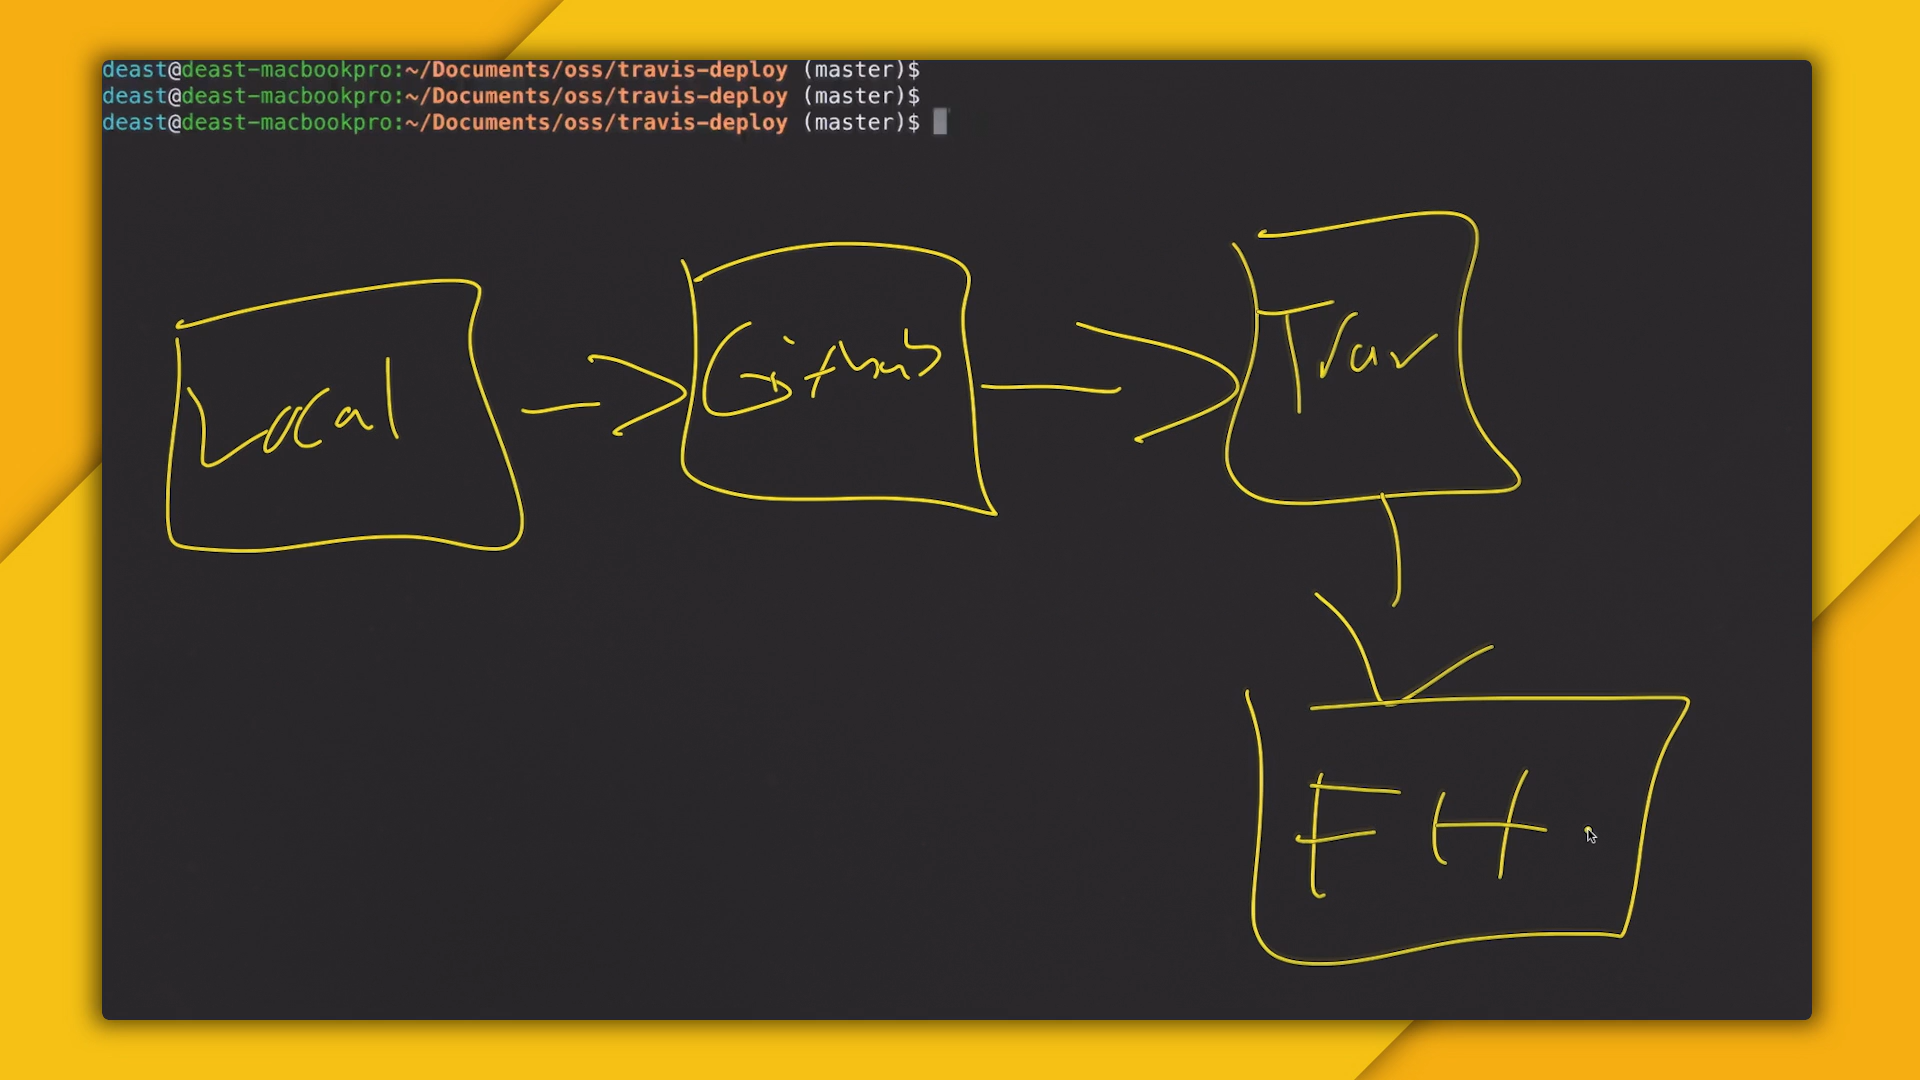 deast@deast-macbookpro:~/Documents/oss/travis-deploy (master)$
deast@deast-macbookpro:~/Documents/oss/travis-deploy (master)$
deast@deast-macbookpro:~/Documents/oss/travis-deploy (master)$
Local
Github
Trav
FH